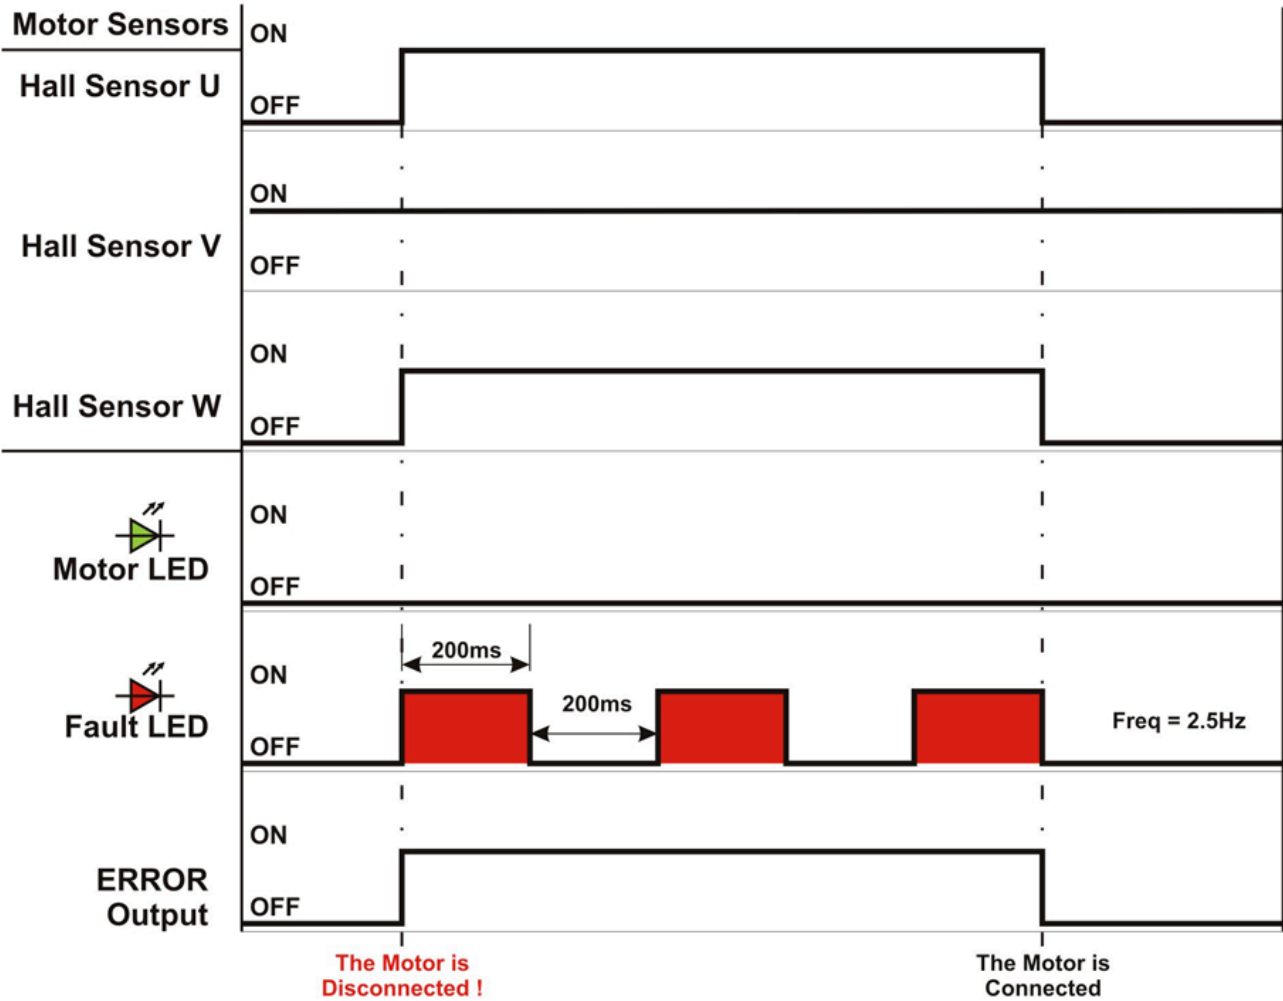 Motor Sensors
ON
Hall Sensor U
OFF
ON
Hall Sensor V
OFF
ON
Hall Sensor W
OFF
ON
Motor LED
OFF
200ms
ON
200ms
Fault LED
Freq = 2.5Hz
OFF
ON
ERROR
Output
OFF
The Motor is
Disconnected !
The Motor is
Connected